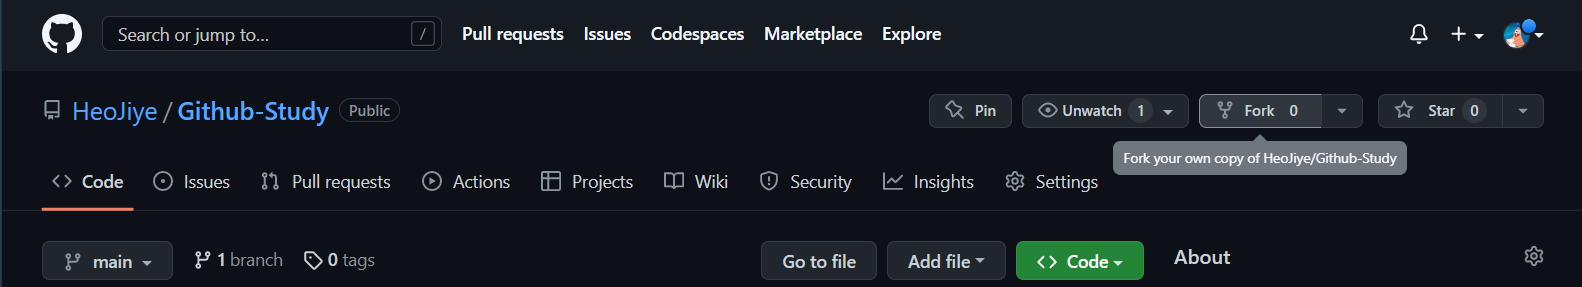 Search or jump to... / Pull requests Issues Codespaces Marketplace Explore
HeoJiye / Github-Study Public Pin Unwatch 1 Fork 0 Star 0
Fork your own copy of HeoJiye/Github-Study
Code Issues Pull requests Actions Projects Wiki Security Insights Settings
main 1 branch 0 tags Go to file Add file Code About